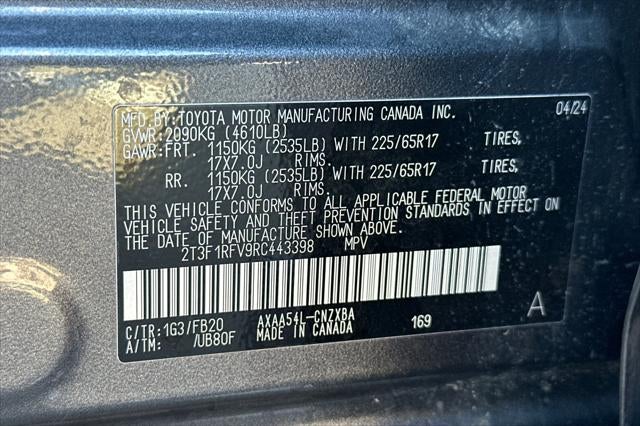 MFD.BY:TOYOTA MOTOR MANUFACTURING CANADA INC. 04/24
GVWR:2090KG (4610LB)
GAWR:FRT. 1150KG (2535LB) WITH 225/65R17 TIRES,
17X7.0J RIMS.
RR. 1150KG (2535LB) WITH 225/65R17 TIRES,
17X7.0J RIMS.
THIS VEHICLE CONFORMS TO ALL APPLICABLE FEDERAL MOTOR
VEHICLE SAFETY AND THEFT PREVENTION STANDARDS IN EFFECT ON
THE DATE OF MANUFACTURE SHOWN ABOVE.
2T3F1RFV9RC443398 MPV
C/TR:1G3/FB20 AXAA54L-CNZXBA 169 A
A/TM: /UB80F MADE IN CANADA